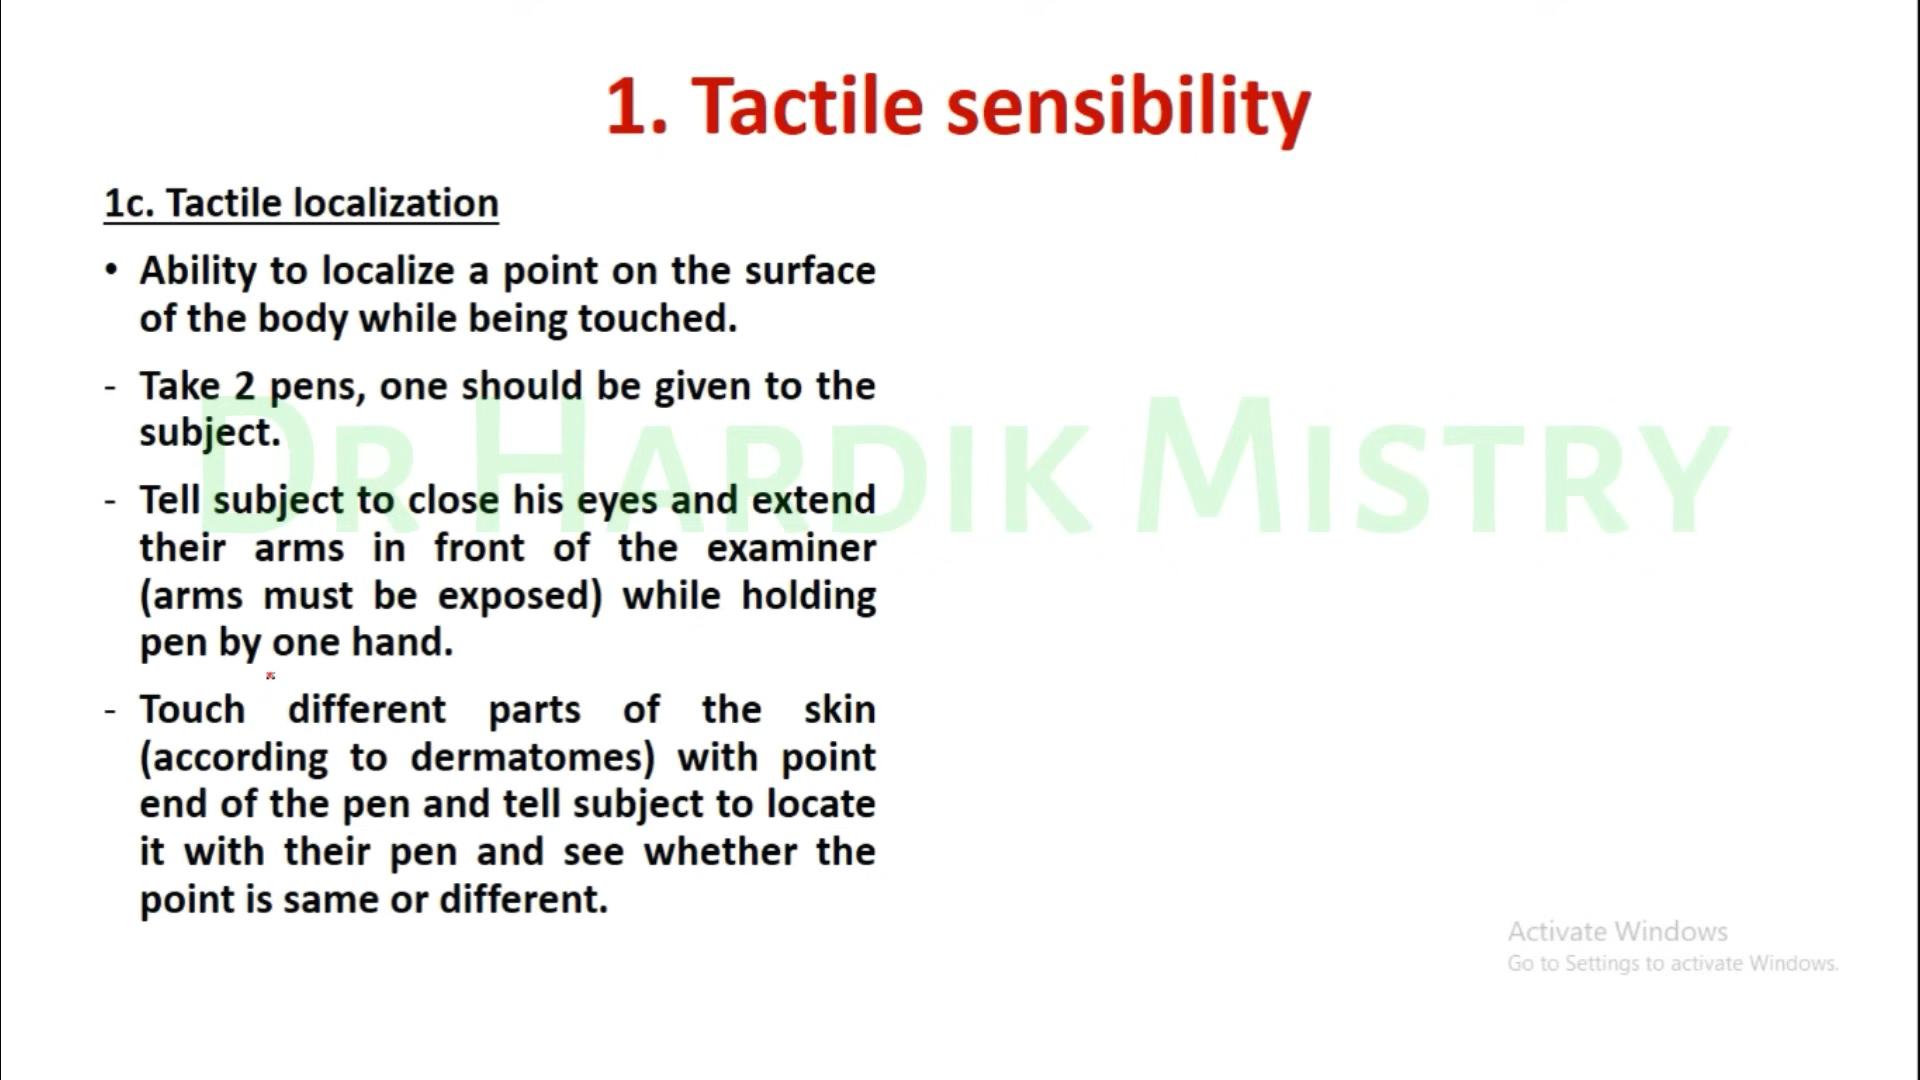 1. Tactile sensibility
1c. Tactile localization
• Ability to localize a point on the surface
of the body while being touched.
- Take 2 pens, one should be given to the
subject.
DR HARDIK MISTRY
- Tell subject to close his eyes and extend
their arms in front of the examiner
(arms must be exposed) while holding
pen by one hand.
- Touch different parts of the skin
(according to dermatomes) with point
end of the pen and tell subject to locate
it with their pen and see whether the
point is same or different.
Activate Windows
Go to Settings to activate Windows.